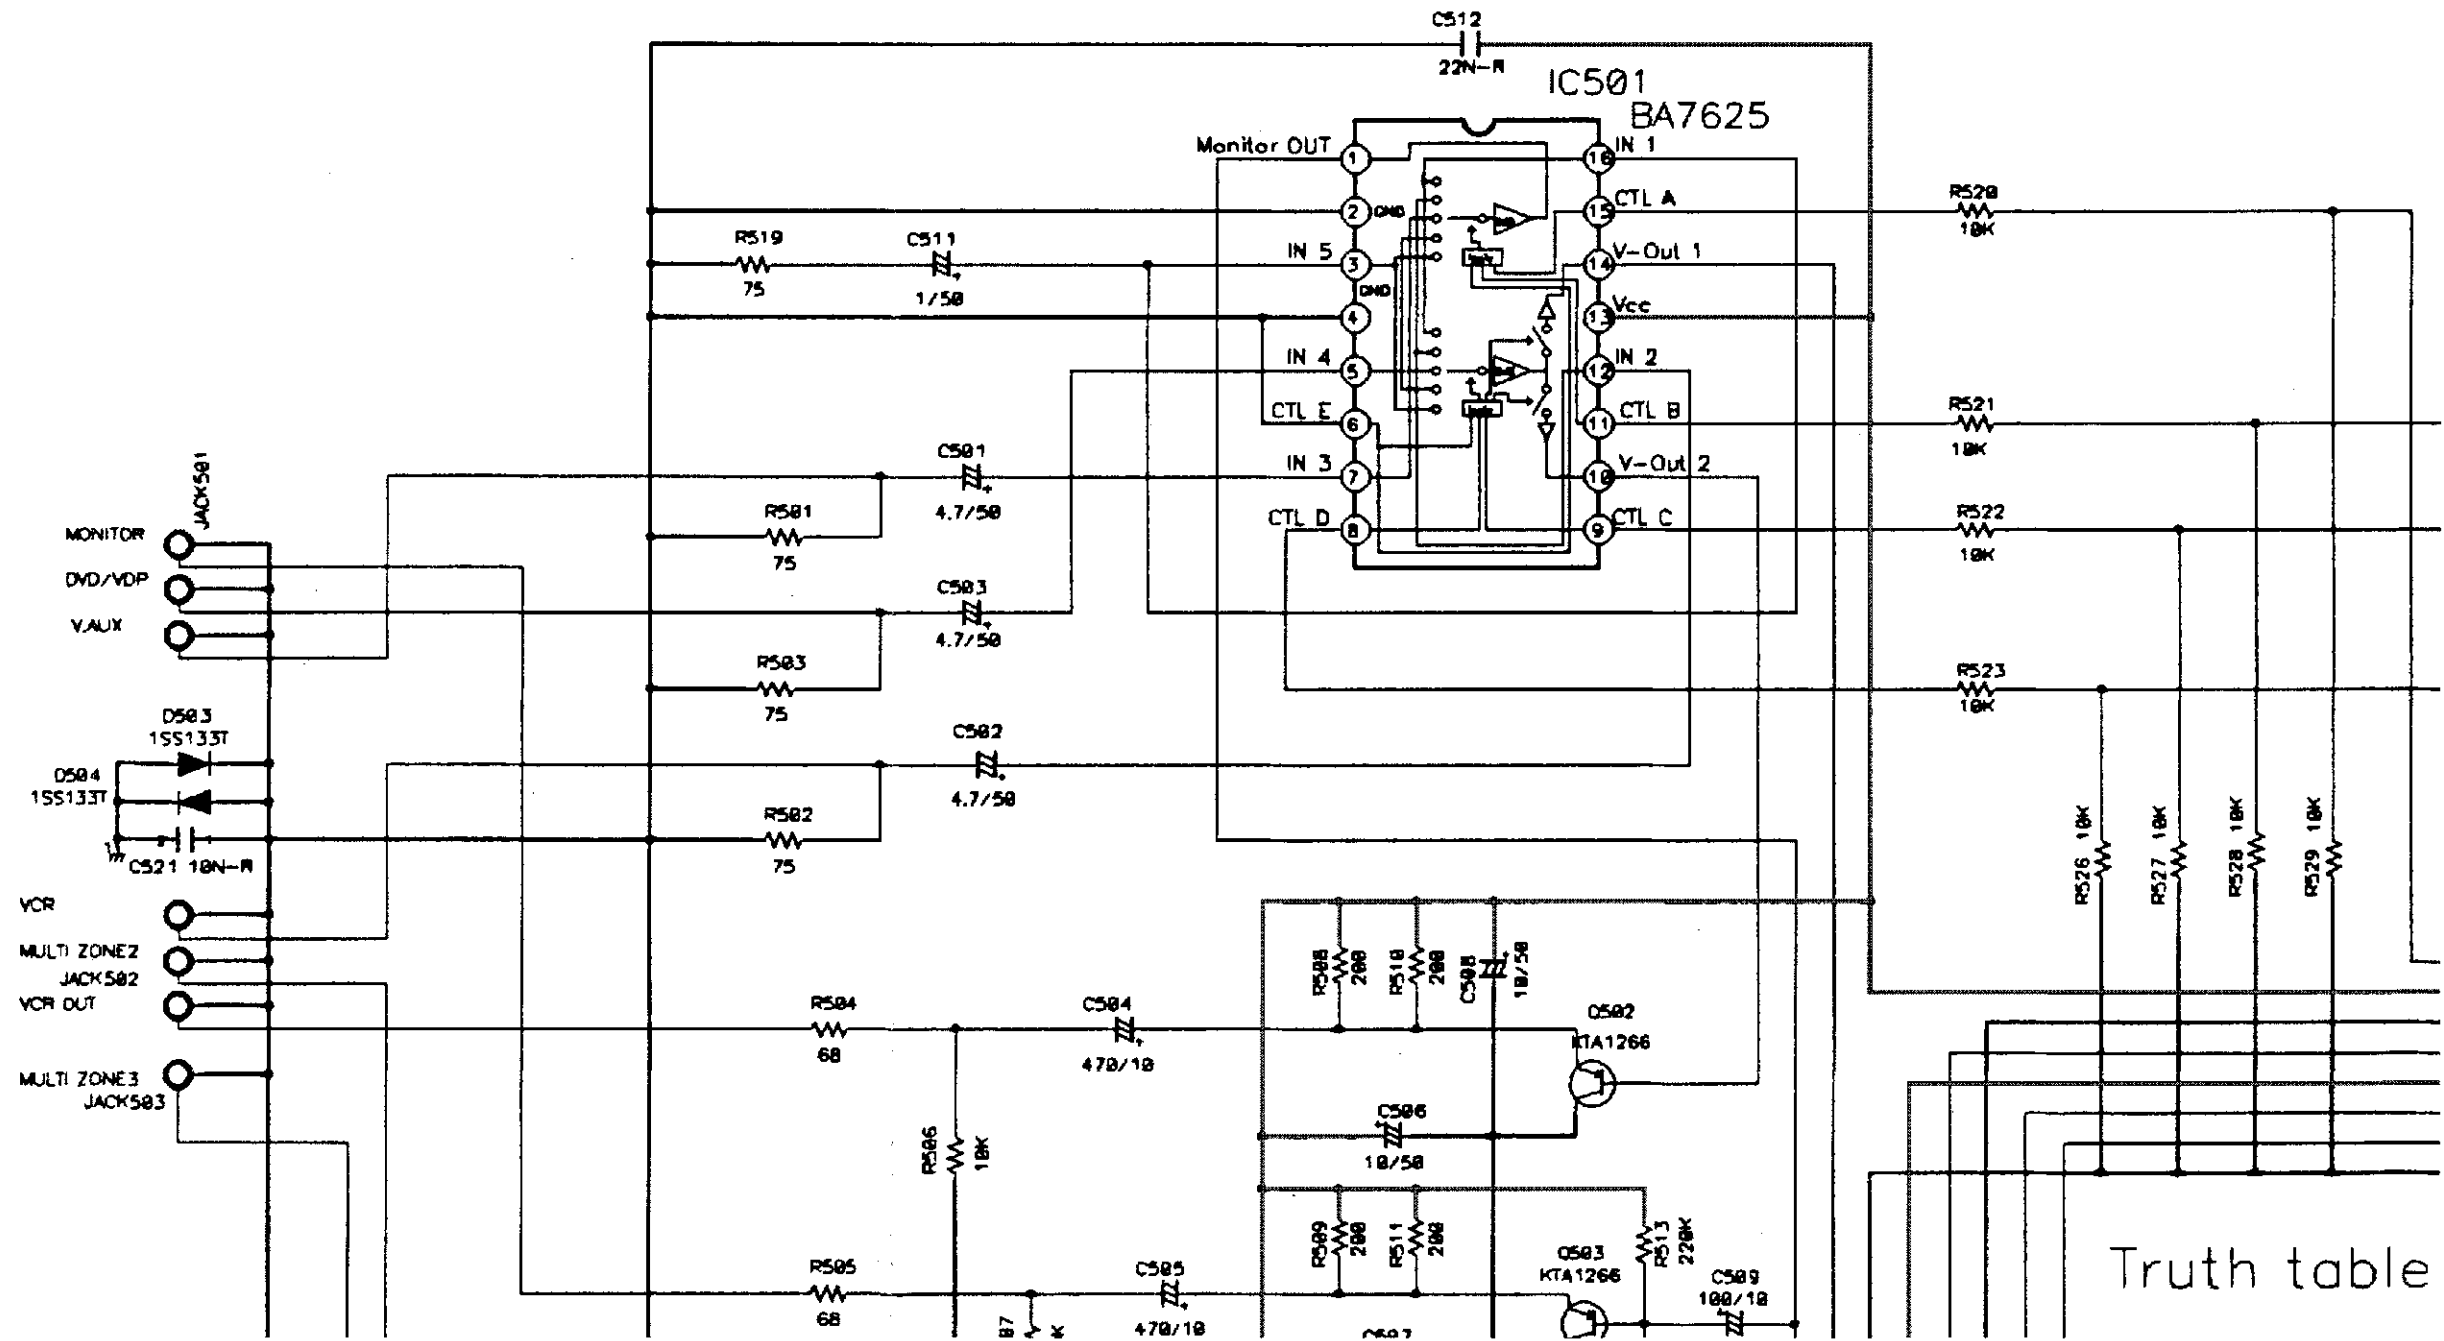 C512
22N-M
IC501
BA7625
Monitor OUT
1
16
IN 1
2
GND
15
CTL A
R520
10K
R519
75
C511
1/50
IN 5
3
14
V-Out 1
GND
4
13
Vcc
IN 4
5
12
IN 2
CTL E
6
11
CTL B
R521
10K
C501
4.7/50
IN 3
7
10
V-Out 2
JACK501
MONITOR
R501
75
CTL D
8
9
CTL C
R522
10K
DVD/VDP
C503
4.7/50
V.AUX
R503
75
R523
10K
D503
1SS133T
D504
1SS133T
C502
4.7/50
R502
75
C521 10N-M
R526 10K
R527 10K
R528 10K
R529 10K
VCR
MULTI ZONE2
JACK502
VCR OUT
R508
200
R510
200
C508
10/50
R504
68
C504
470/10
Q502
KTA1266
MULTI ZONE3
JACK503
R506
10K
C506
10/50
R509
200
R511
200
R513
220K
Q503
KTA1266
C509
100/10
R505
68
C505
470/10
C507
Truth table